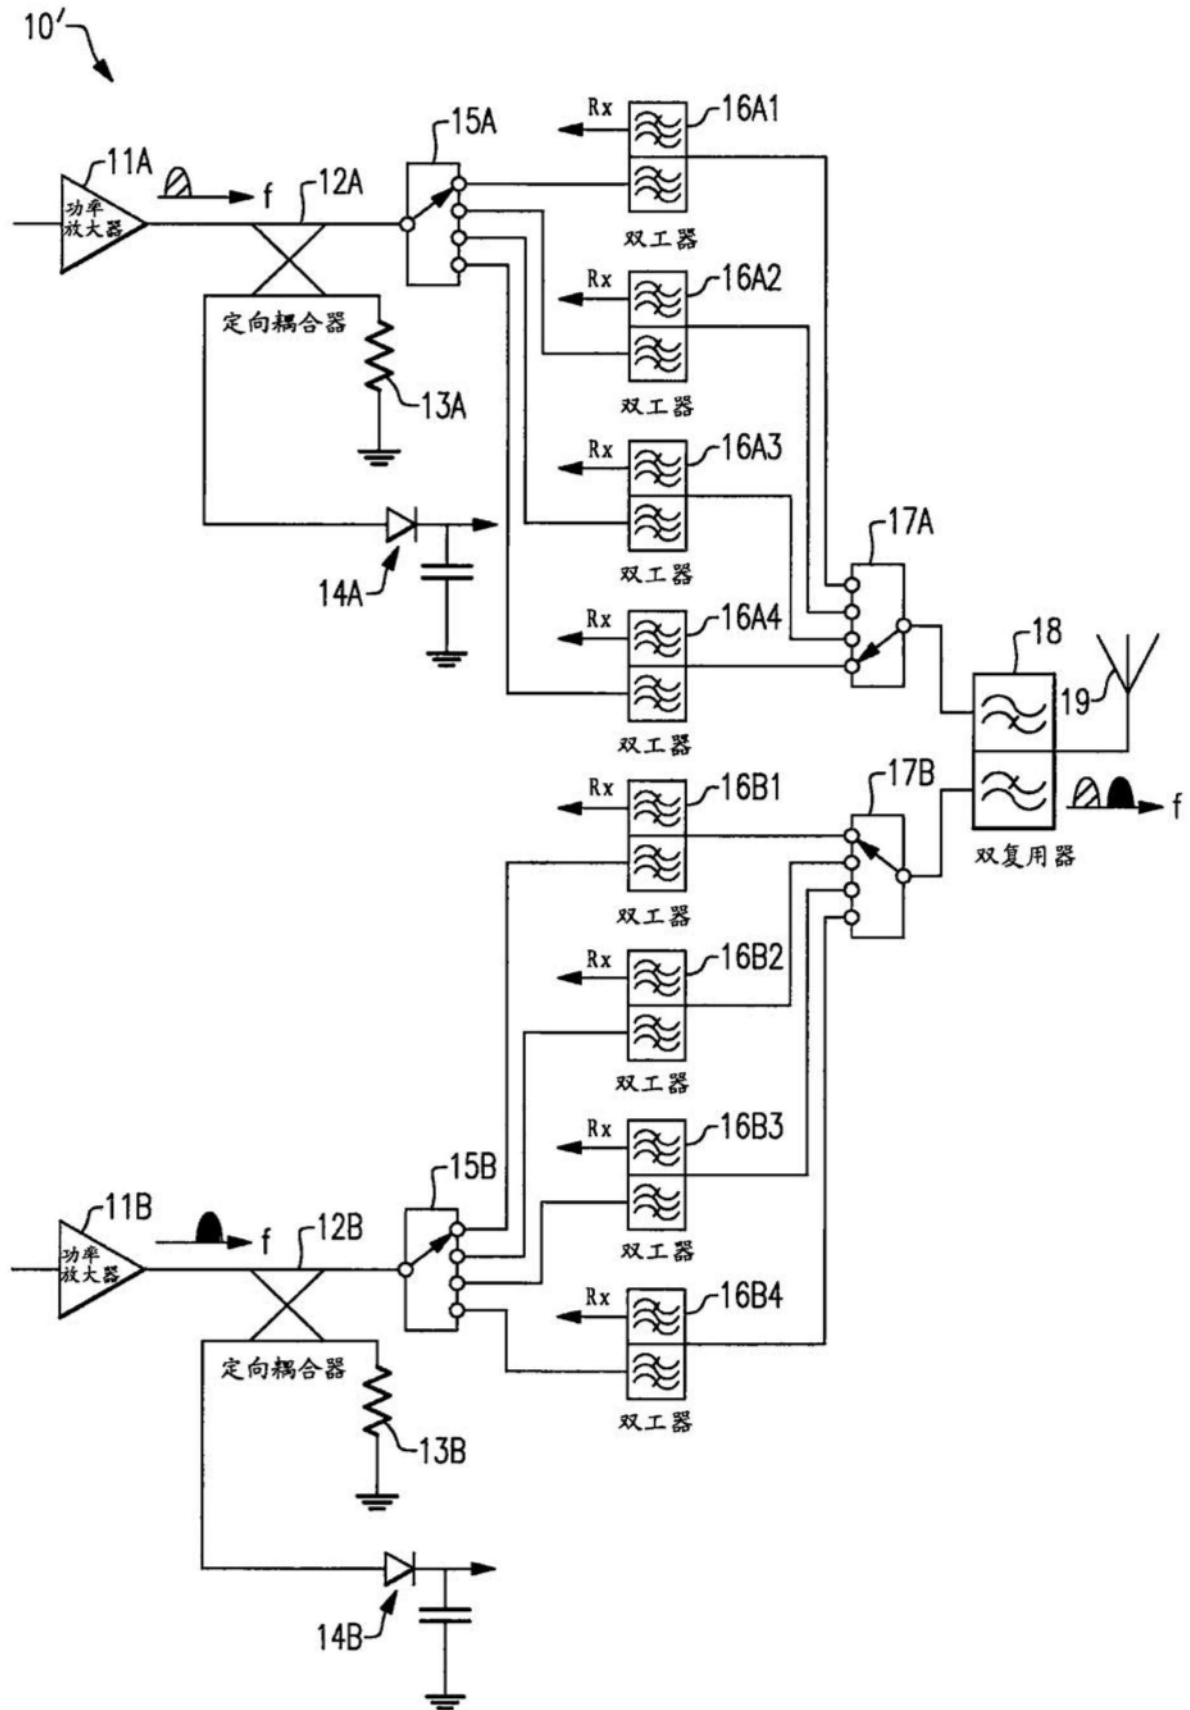 10′
11A
功率
放大器
f
12A
15A
定向耦合器
13A
14A
Rx
16A1
双工器
Rx
16A2
双工器
Rx
16A3
双工器
Rx
16A4
双工器
17A
18
19
双复用器
f
17B
Rx
16B1
双工器
Rx
16B2
双工器
Rx
16B3
双工器
Rx
16B4
双工器
11B
功率
放大器
f
12B
15B
定向耦合器
13B
14B